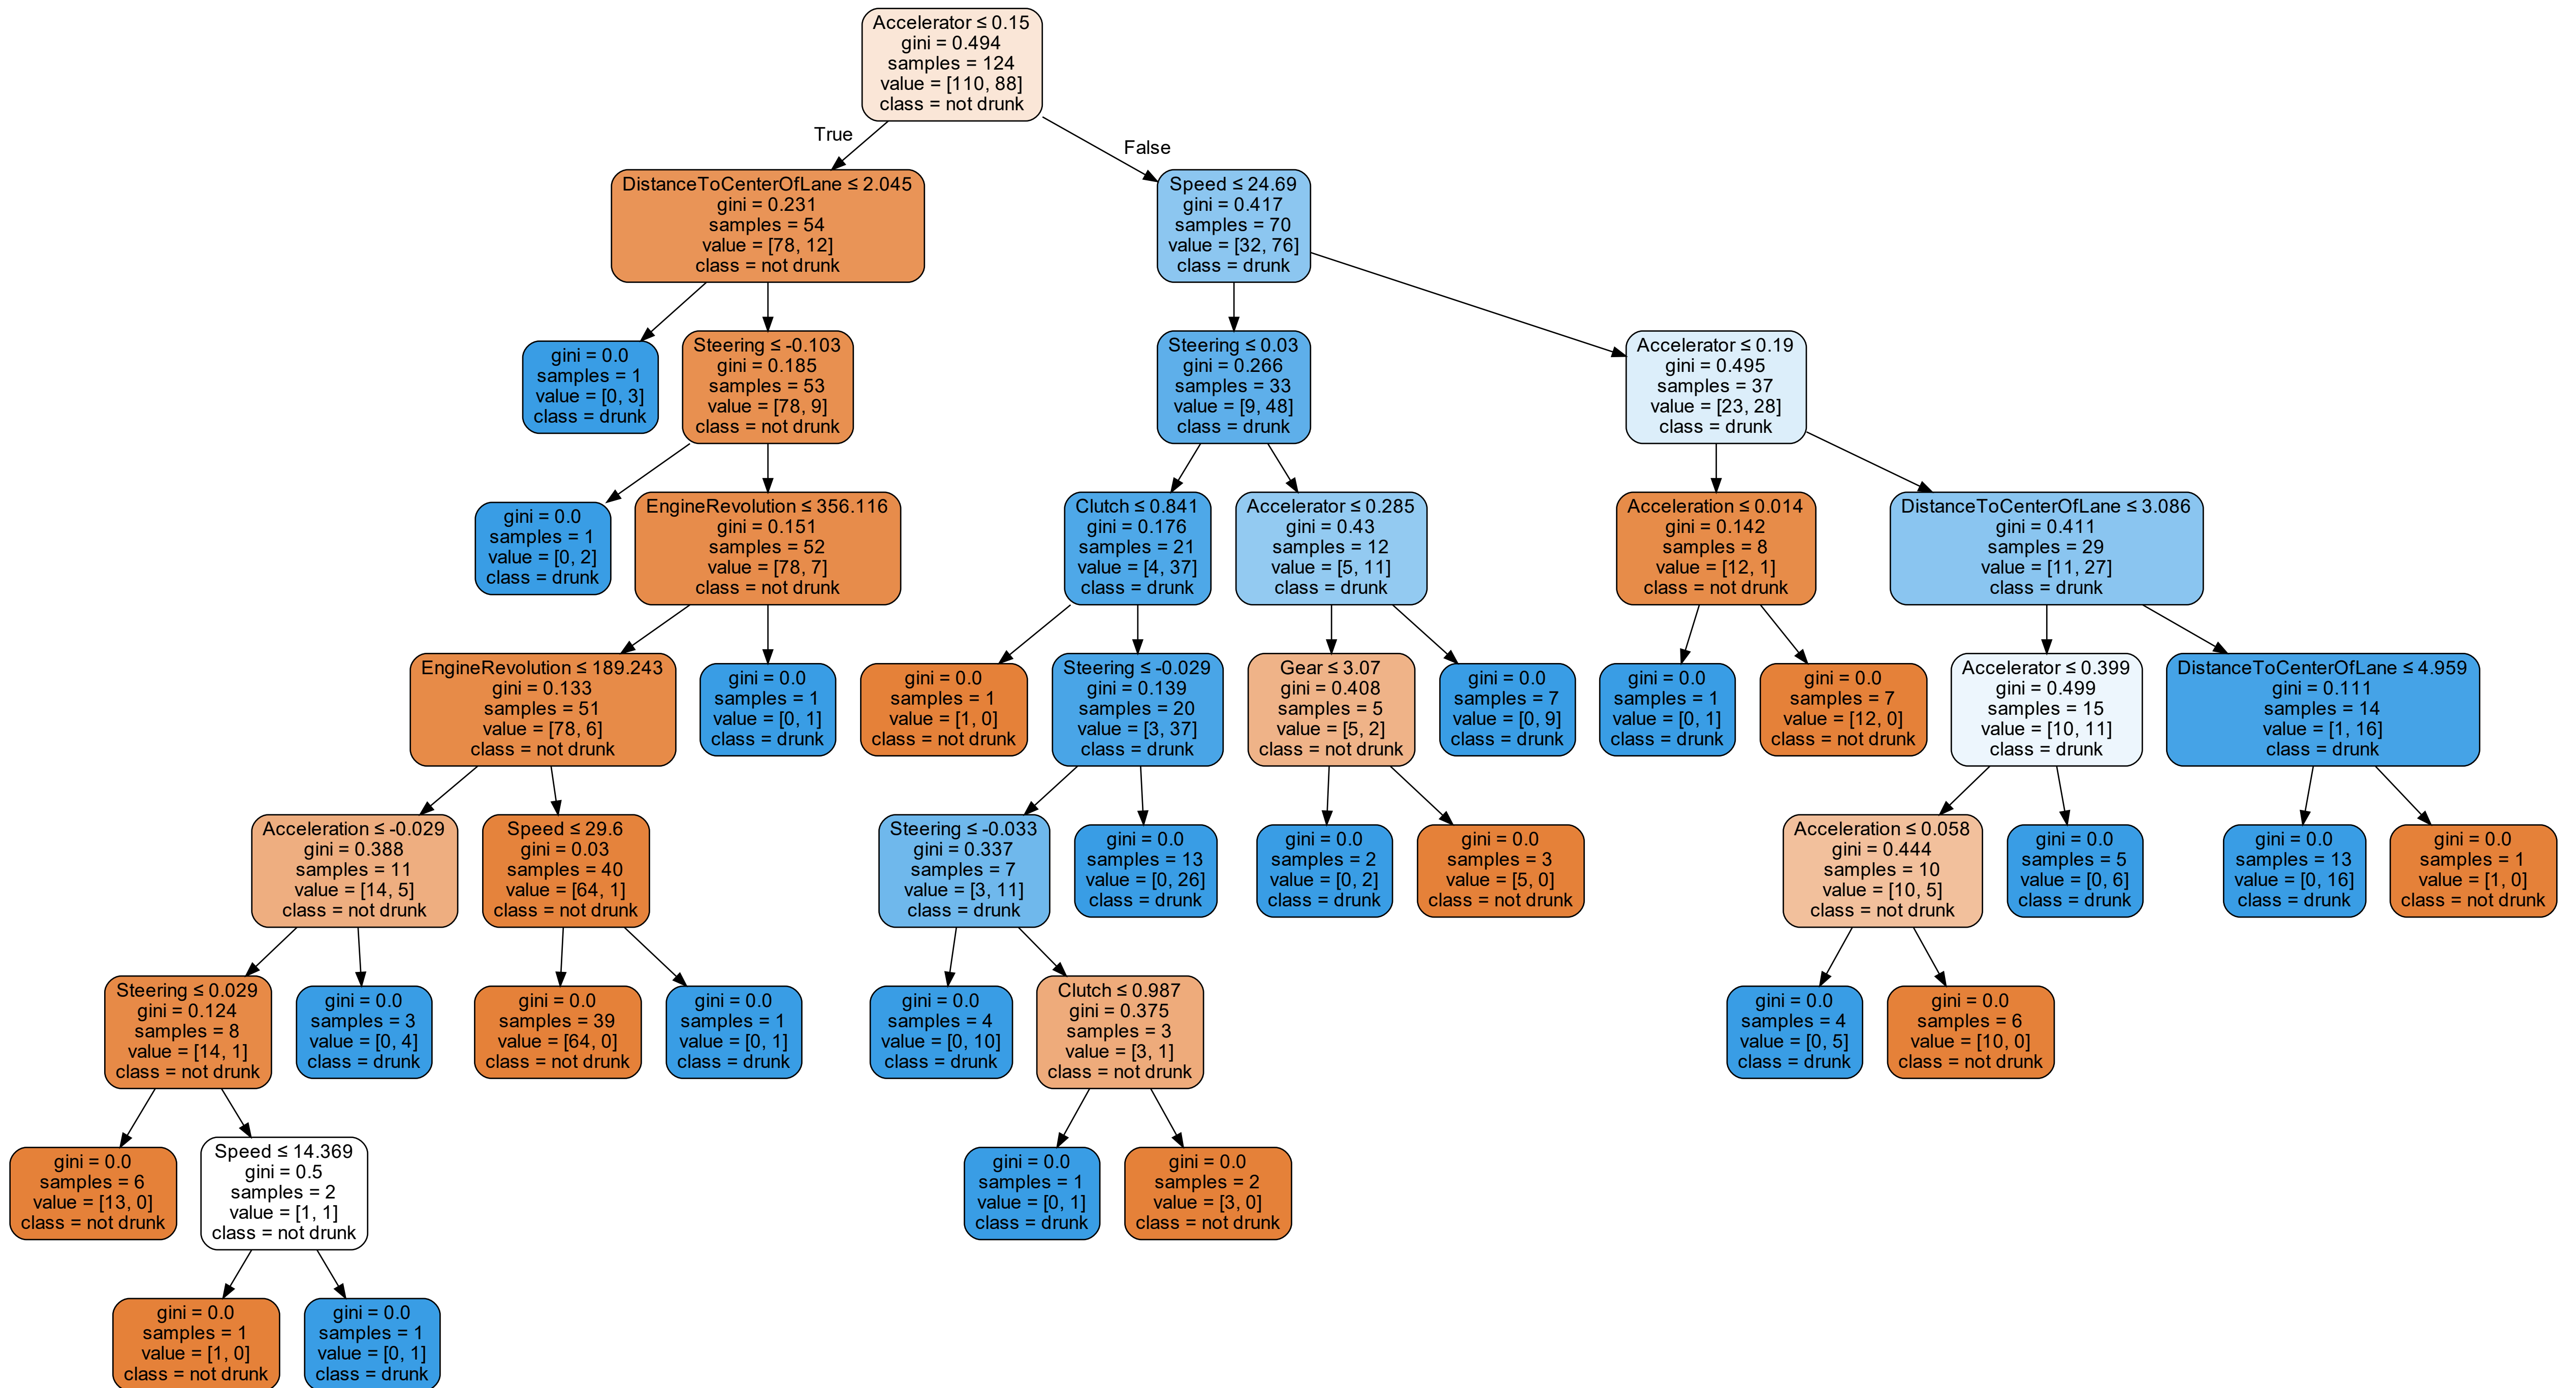 Accelerator ≤ 0.15
gini = 0.494
samples = 124
value = [110, 88]
class = not drunk
True
False
DistanceToCenterOfLane ≤ 2.045
gini = 0.231
samples = 54
value = [78, 12]
class = not drunk
Speed ≤ 24.69
gini = 0.417
samples = 70
value = [32, 76]
class = drunk
gini = 0.0
samples = 1
value = [0, 3]
class = drunk
Steering ≤ -0.103
gini = 0.185
samples = 53
value = [78, 9]
class = not drunk
Steering ≤ 0.03
gini = 0.266
samples = 33
value = [9, 48]
class = drunk
Accelerator ≤ 0.19
gini = 0.495
samples = 37
value = [23, 28]
class = drunk
gini = 0.0
samples = 1
value = [0, 2]
class = drunk
EngineRevolution ≤ 356.116
gini = 0.151
samples = 52
value = [78, 7]
class = not drunk
Clutch ≤ 0.841
gini = 0.176
samples = 21
value = [4, 37]
class = drunk
Accelerator ≤ 0.285
gini = 0.43
samples = 12
value = [5, 11]
class = drunk
Acceleration ≤ 0.014
gini = 0.142
samples = 8
value = [12, 1]
class = not drunk
DistanceToCenterOfLane ≤ 3.086
gini = 0.411
samples = 29
value = [11, 27]
class = drunk
EngineRevolution ≤ 189.243
gini = 0.133
samples = 51
value = [78, 6]
class = not drunk
gini = 0.0
samples = 1
value = [0, 1]
class = drunk
gini = 0.0
samples = 1
value = [1, 0]
class = not drunk
Steering ≤ -0.029
gini = 0.139
samples = 20
value = [3, 37]
class = drunk
Gear ≤ 3.07
gini = 0.408
samples = 5
value = [5, 2]
class = not drunk
gini = 0.0
samples = 7
value = [0, 9]
class = drunk
gini = 0.0
samples = 1
value = [0, 1]
class = drunk
gini = 0.0
samples = 7
value = [12, 0]
class = not drunk
Accelerator ≤ 0.399
gini = 0.499
samples = 15
value = [10, 11]
class = drunk
DistanceToCenterOfLane ≤ 4.959
gini = 0.111
samples = 14
value = [1, 16]
class = drunk
Acceleration ≤ -0.029
gini = 0.388
samples = 11
value = [14, 5]
class = not drunk
Speed ≤ 29.6
gini = 0.03
samples = 40
value = [64, 1]
class = not drunk
Steering ≤ -0.033
gini = 0.337
samples = 7
value = [3, 11]
class = drunk
gini = 0.0
samples = 13
value = [0, 26]
class = drunk
gini = 0.0
samples = 2
value = [0, 2]
class = drunk
gini = 0.0
samples = 3
value = [5, 0]
class = not drunk
Acceleration ≤ 0.058
gini = 0.444
samples = 10
value = [10, 5]
class = not drunk
gini = 0.0
samples = 5
value = [0, 6]
class = drunk
gini = 0.0
samples = 13
value = [0, 16]
class = drunk
gini = 0.0
samples = 1
value = [1, 0]
class = not drunk
Steering ≤ 0.029
gini = 0.124
samples = 8
value = [14, 1]
class = not drunk
gini = 0.0
samples = 3
value = [0, 4]
class = drunk
gini = 0.0
samples = 39
value = [64, 0]
class = not drunk
gini = 0.0
samples = 1
value = [0, 1]
class = drunk
gini = 0.0
samples = 4
value = [0, 10]
class = drunk
Clutch ≤ 0.987
gini = 0.375
samples = 3
value = [3, 1]
class = not drunk
gini = 0.0
samples = 4
value = [0, 5]
class = drunk
gini = 0.0
samples = 6
value = [10, 0]
class = not drunk
gini = 0.0
samples = 6
value = [13, 0]
class = not drunk
Speed ≤ 14.369
gini = 0.5
samples = 2
value = [1, 1]
class = not drunk
gini = 0.0
samples = 1
value = [0, 1]
class = drunk
gini = 0.0
samples = 2
value = [3, 0]
class = not drunk
gini = 0.0
samples = 1
value = [1, 0]
class = not drunk
gini = 0.0
samples = 1
value = [0, 1]
class = drunk